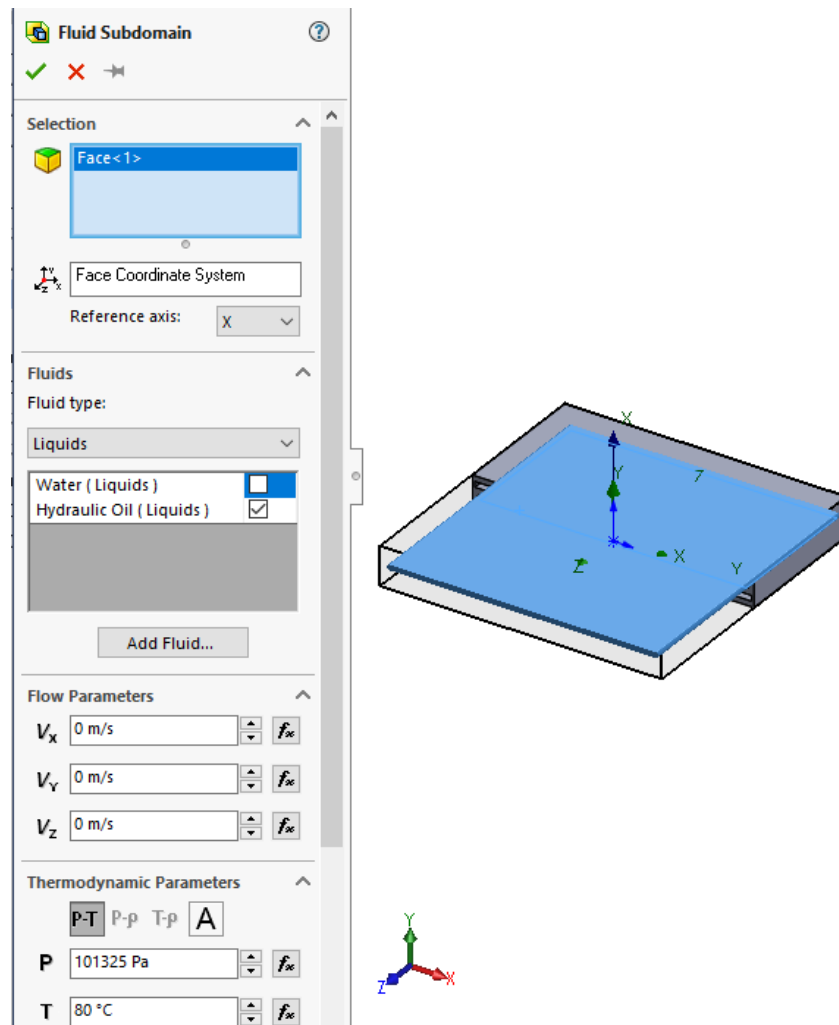 Fluid Subdomain
Selection
Face<1>
Face Coordinate System
Reference axis: X
Fluids
Fluid type:
Liquids
Water ( Liquids )
Hydraulic Oil ( Liquids )
Add Fluid...
Flow Parameters
Vx 0 m/s
VY 0 m/s
Vz 0 m/s
Thermodynamic Parameters
P-T P-ρ T-ρ A
P 101325 Pa
T 80 °C
X
Y
Z
X
Z
Y
Y
Z
X